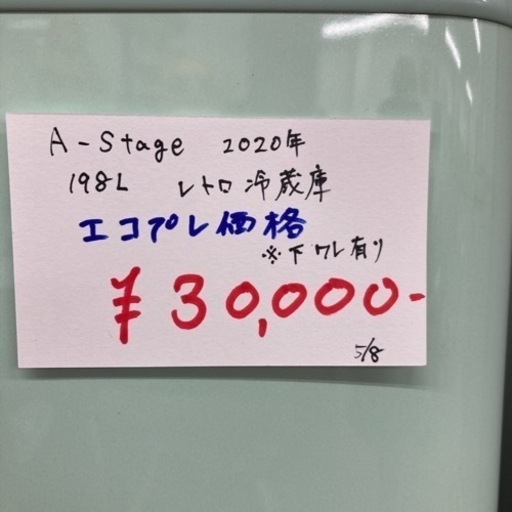 A-Stage 2020年
198L レトロ冷蔵庫
エコプレ価格
※下ワレ有り
¥30,000-
5/8